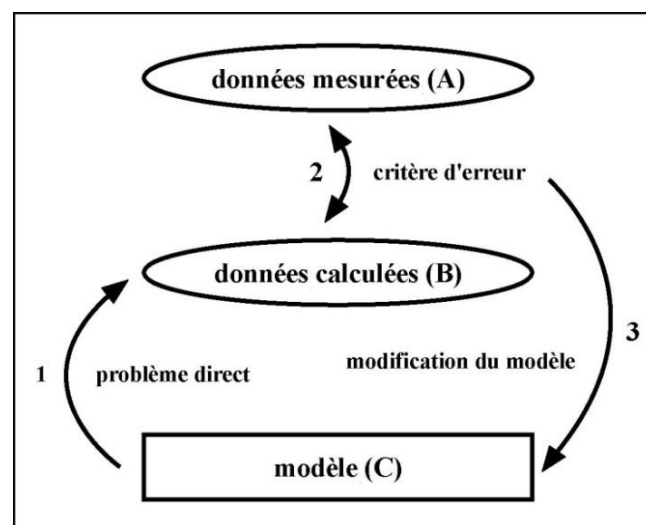 données mesurées (A)
2 critère d'erreur
données calculées (B)
3
1 problème direct
modification du modèle
modèle (C)